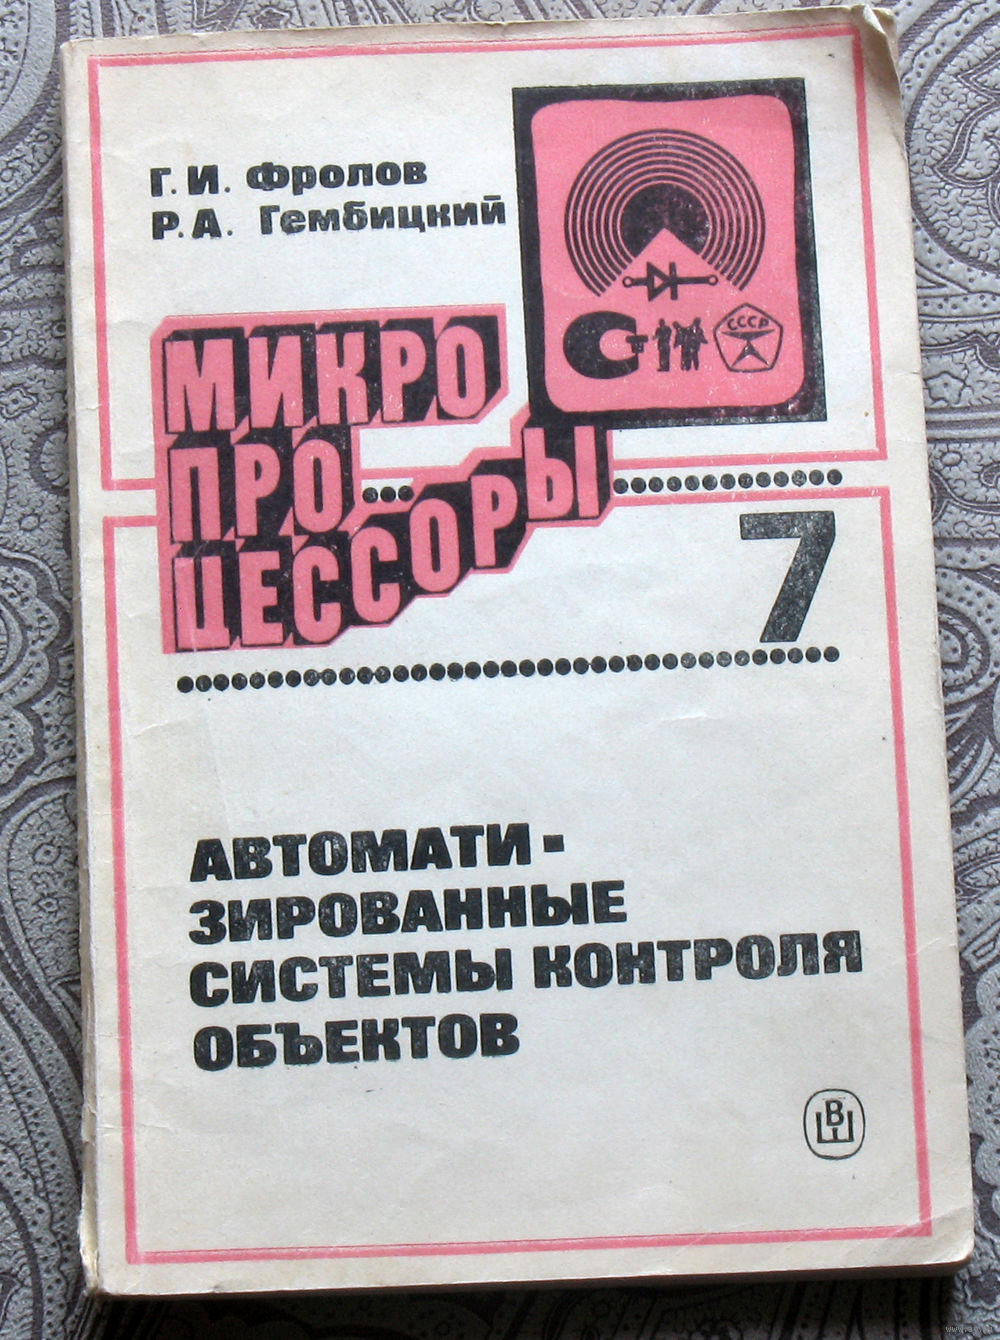 Г. И. Фролов
Р. А. Гембицкий
МИКРО
ПРО
ЦЕССОРЫ
СССР
7
АВТОМАТИ-
ЗИРОВАННЫЕ
СИСТЕМЫ КОНТРОЛЯ
ОБЪЕКТОВ
ВШ